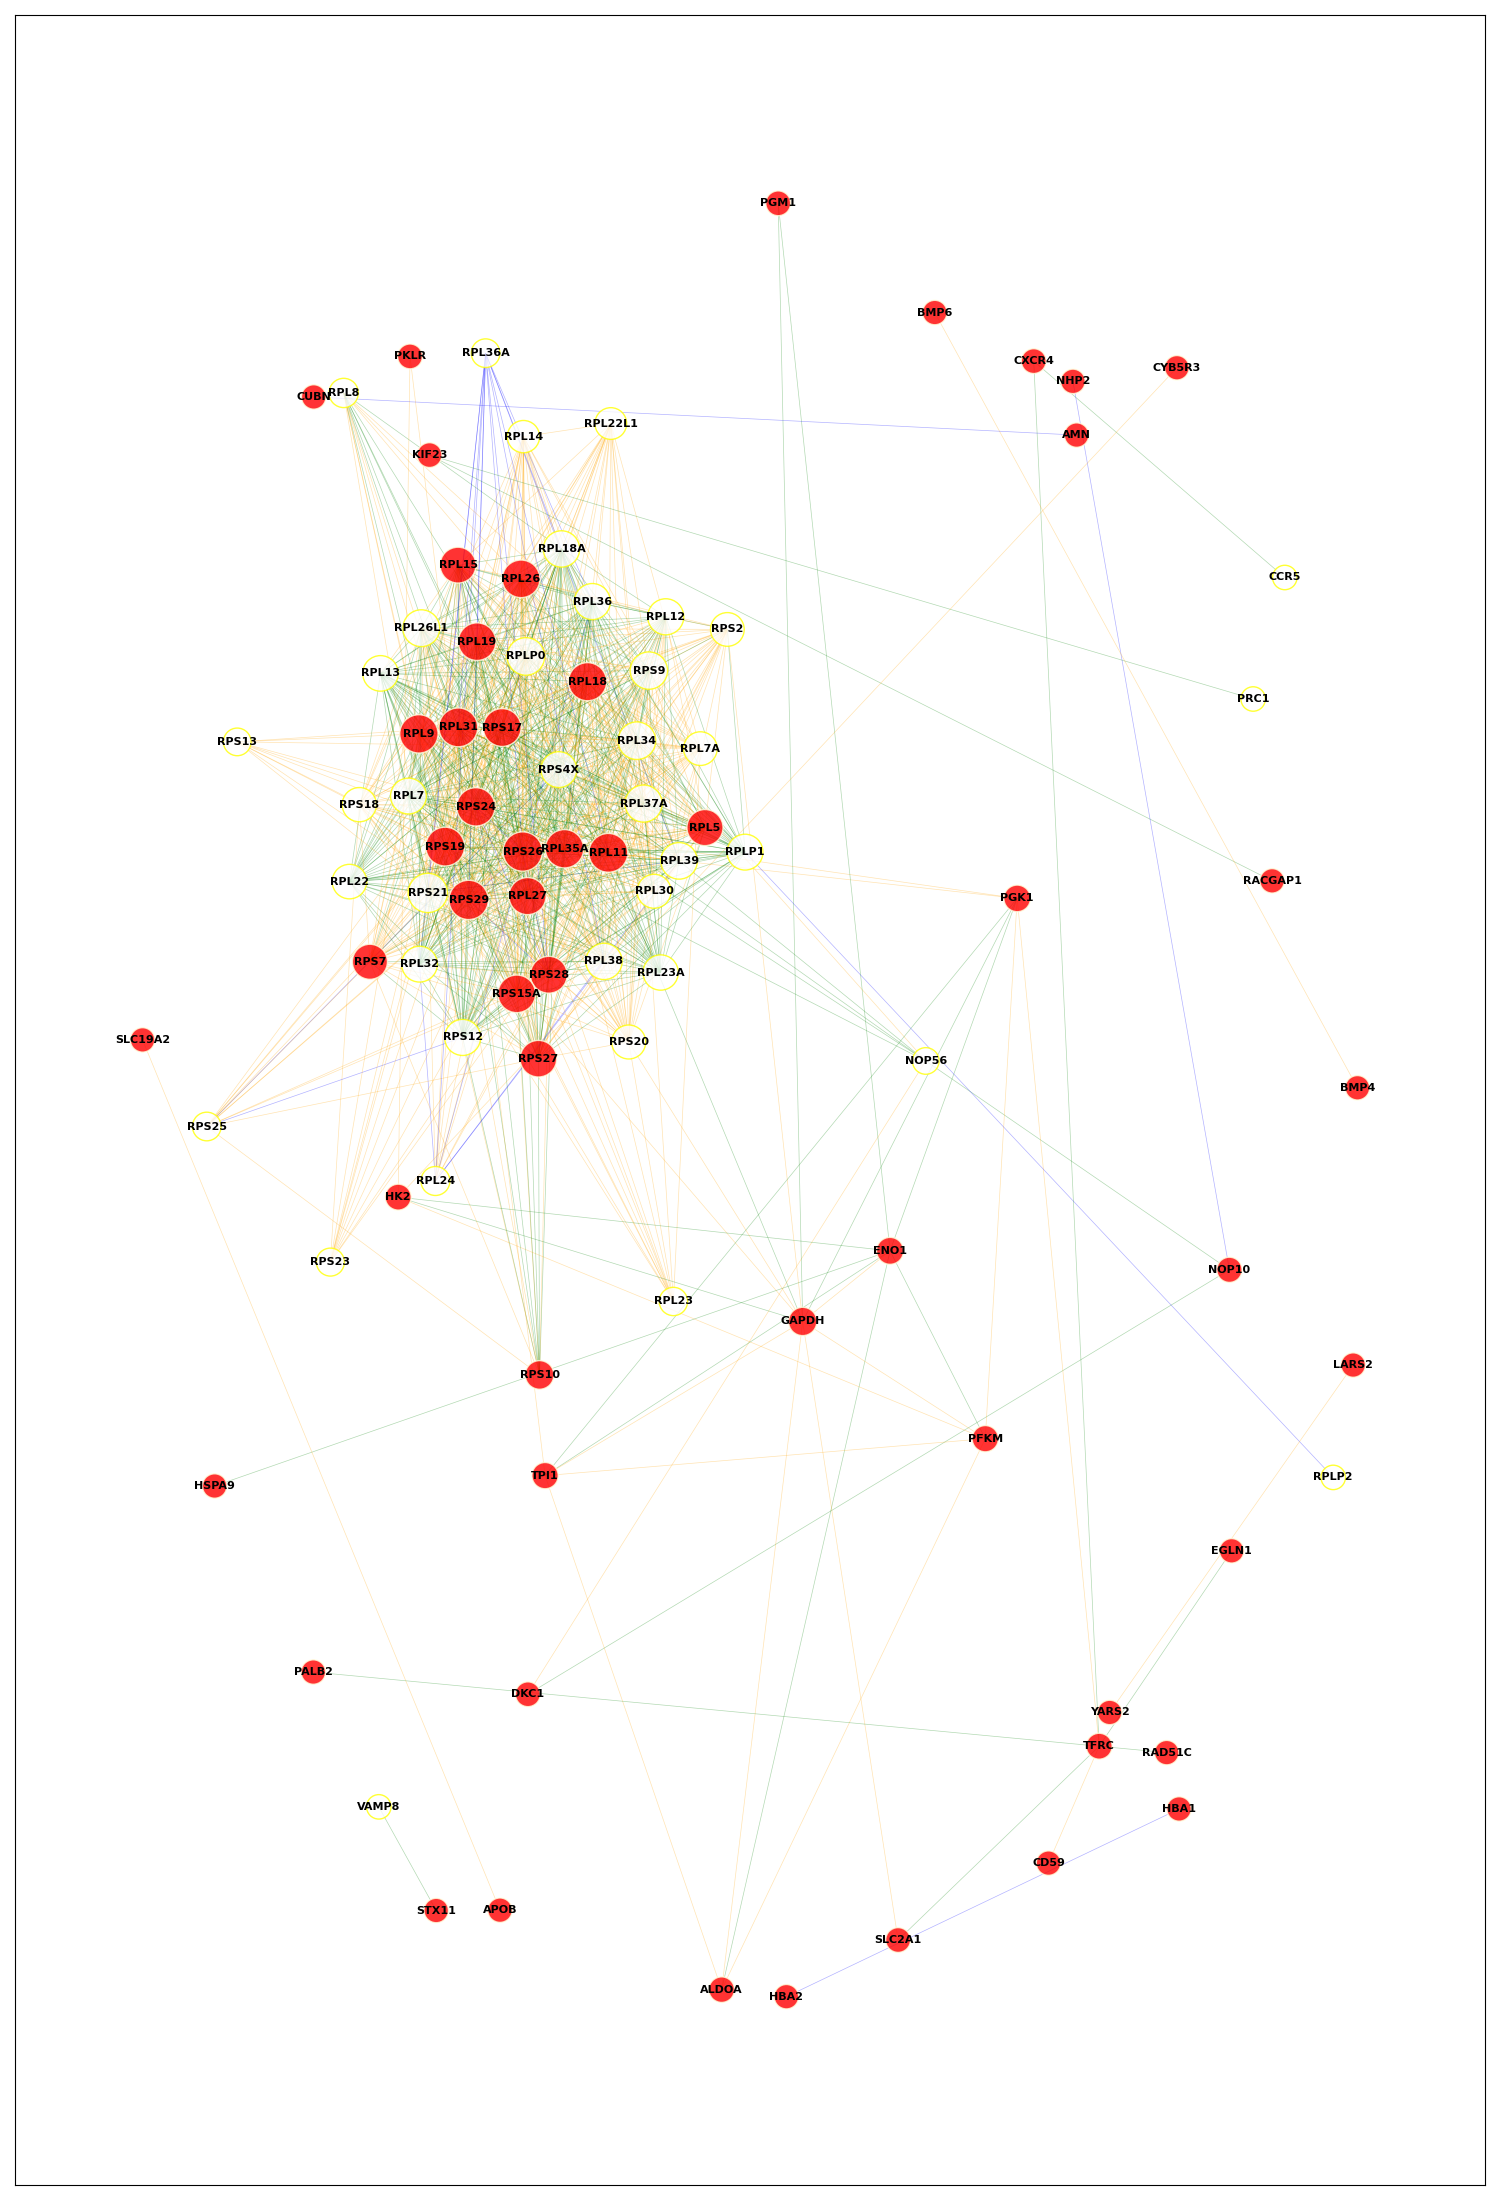 PGM1
BMP6
RPL36A
PKLR
CXCR4
CYB5R3
NHP2
CUBN
RPL8
RPL22L1
RPL14
AMN
KIF23
RPL18A
RPL15
CCR5
RPL26
RPL36
RPL12
RPL26L1
RPS2
RPL19
RPLP0
RPL13
RPS9
RPL18
PRC1
RPL31
RPS17
RPL9
RPS13
RPL34
RPL7A
RPS4X
RPL7
RPS18
RPS24
RPL37A
RPL5
RPS19
RPS26
RPL35A
RPL11
RPLP1
RPL39
RPL22
RACGAP1
RPS21
RPL30
RPS29
RPL27
PGK1
RPS7
RPL32
RPL38
RPL23A
RPS28
RPS15A
RPS12
SLC19A2
RPS20
RPS27
NOP56
BMP4
RPS25
RPL24
HK2
ENO1
RPS23
NOP10
RPL23
GAPDH
LARS2
RPS10
PFKM
TPI1
RPLP2
HSPA9
EGLN1
PALB2
DKC1
YARS2
TFRC
RAD51C
VAMP8
HBA1
CD59
STX11
APOB
SLC2A1
ALDOA
HBA2